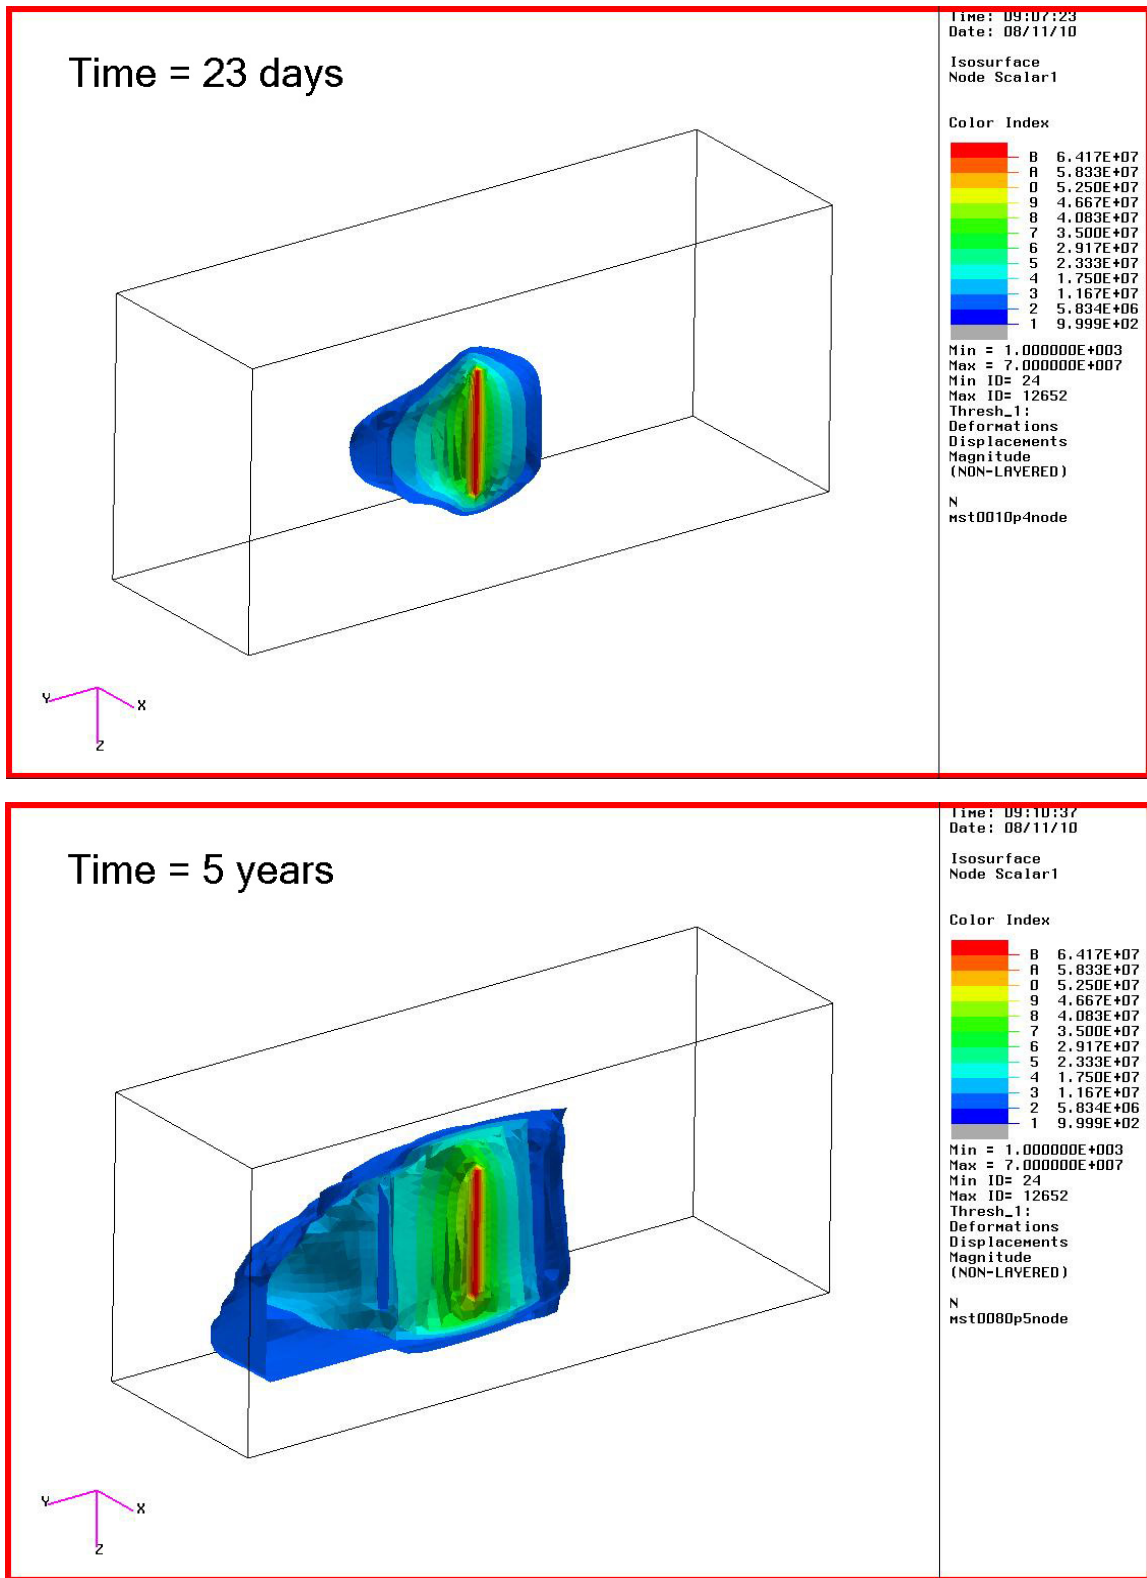 Time: 09:07:23
Date: 08/11/10
Time = 23 days
Isosurface
Node Scalar1
Color Index
B 6.417E+07
A 5.833E+07
0 5.250E+07
9 4.667E+07
8 4.083E+07
7 3.500E+07
6 2.917E+07
5 2.333E+07
4 1.750E+07
3 1.167E+07
2 5.834E+06
1 9.999E+02
Min = 1.000000E+003
Max = 7.000000E+007
Min ID= 24
Max ID= 12652
Thresh_1:
Deformations
Displacements
Magnitude
(NON-LAYERED)
N
mst0010p4node
Y
X
Z
Time: 09:10:37
Date: 08/11/10
Time = 5 years
Isosurface
Node Scalar1
Color Index
B 6.417E+07
A 5.833E+07
0 5.250E+07
9 4.667E+07
8 4.083E+07
7 3.500E+07
6 2.917E+07
5 2.333E+07
4 1.750E+07
3 1.167E+07
2 5.834E+06
1 9.999E+02
Min = 1.000000E+003
Max = 7.000000E+007
Min ID= 24
Max ID= 12652
Thresh_1:
Deformations
Displacements
Magnitude
(NON-LAYERED)
N
mst0080p5node
Y
X
Z